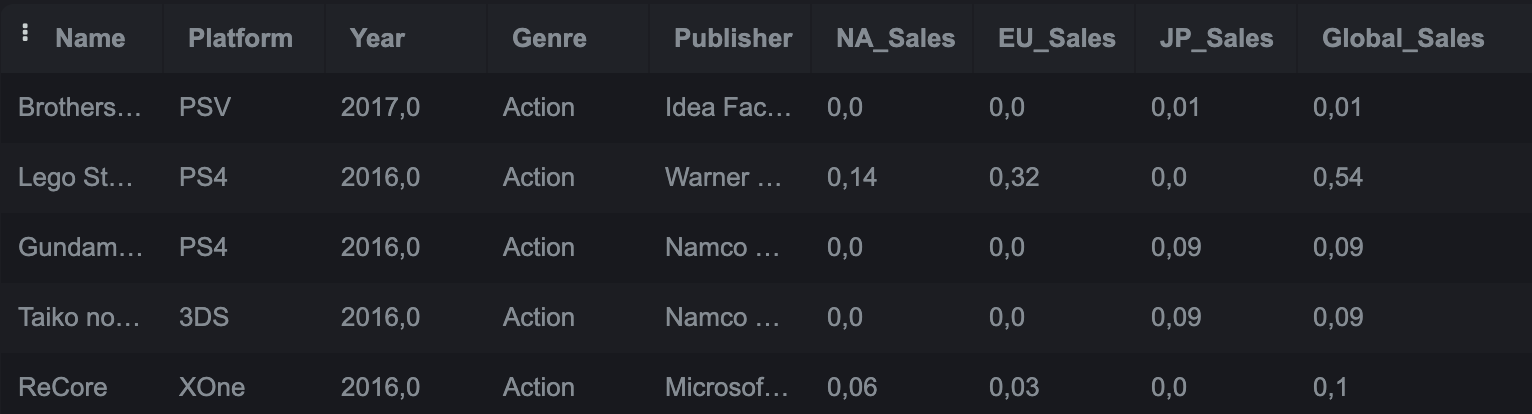 Name Platform Year Genre Publisher NA_Sales EU_Sales JP_Sales Global_Sales
Brothers… PSV 2017,0 Action Idea Fac… 0,0 0,0 0,01 0,01
Lego St… PS4 2016,0 Action Warner … 0,14 0,32 0,0 0,54
Gundam… PS4 2016,0 Action Namco … 0,0 0,0 0,09 0,09
Taiko no… 3DS 2016,0 Action Namco … 0,0 0,0 0,09 0,09
ReCore XOne 2016,0 Action Microsof… 0,06 0,03 0,0 0,1